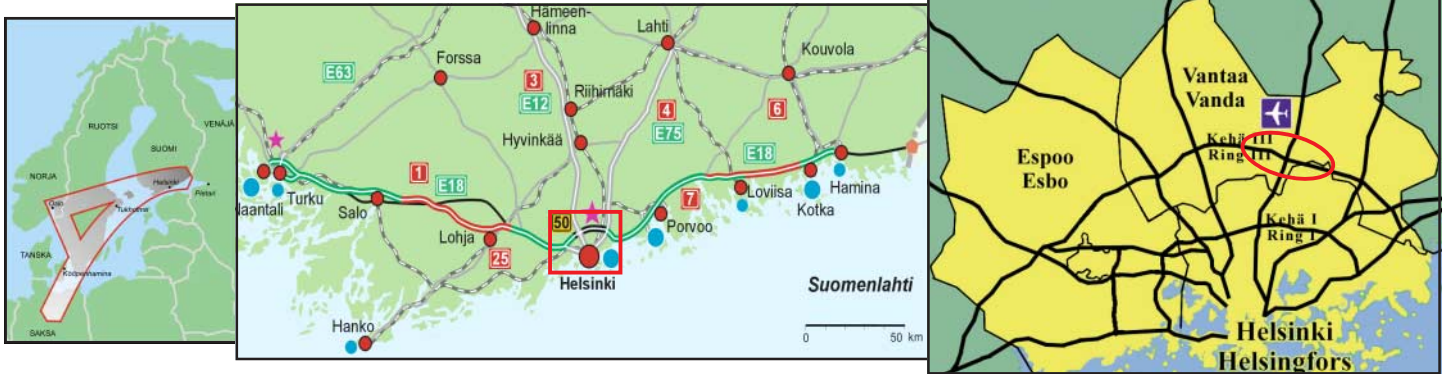 RUOTSI
VENÄJÄ
SUOMI
NORJA
Helsinki
Oslo
Tukholma
Pietari
TANSKA
Kööpenhamina
SAKSA
Hämeen-
linna
Lahti
Kouvola
Forssa
E63
3
E12
4
E75
6
Riihimäki
Hyvinkää
E18
1
E18
Turku
Naantali
Salo
Lohja
25
50
7
Porvoo
Loviisa
Hamina
Kotka
Helsinki
Hanko
Suomenlahti
0
50 km
Vantaa
Vanda
Kehä III
Ring III
Espoo
Esbo
Kehä I
Ring I
Helsinki
Helsingfors